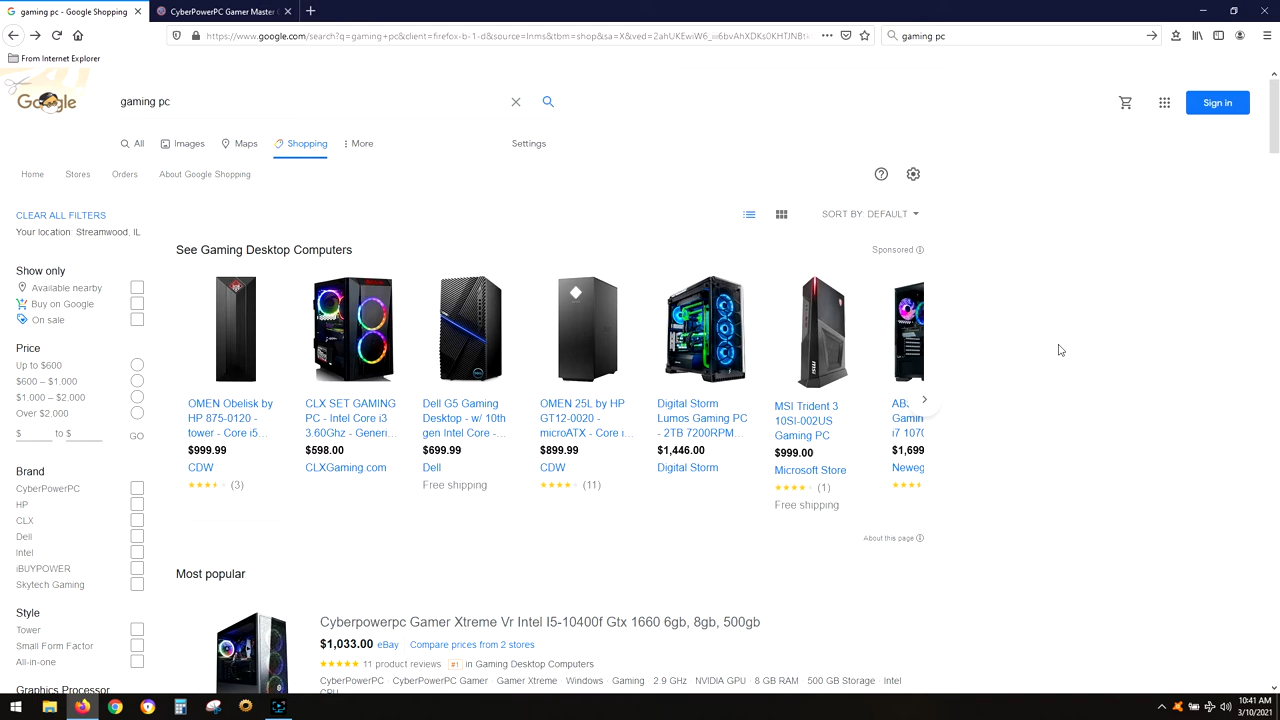 gaming pc - Google Shopping
CyberPowerPC Gamer Master
https://www.google.com/search?q=gaming+pc&client=firefox-b-1-d&source=lnms&tbm=shop&sa=X&ved=
gaming pc
From Internet Explorer
Google
gaming pc
Sign in
All Images Maps Shopping More Settings
Home Stores Orders About Google Shopping
CLEAR ALL FILTERS
SORT BY: DEFAULT
Your location: Streamwood, IL
See Gaming Desktop Computers
Sponsored
Show only
Available nearby
Buy on Google
On sale
Price
Up to $600
$600 – $1,000
$1,000 – $2,000
Over $2,000
$ to $ GO
Brand
CyberPowerPC
HP
CLX
Dell
Intel
iBUYPOWER
Skytech Gaming
Style
Tower
Small Form Factor
All-in-one
Graphics Processor
OMEN Obelisk by
HP 875-0120 -
tower - Core i5...
$999.99
CDW
(3)
CLX SET GAMING
PC - Intel Core i3
3.60Ghz - Generi...
$598.00
CLXGaming.com
Dell G5 Gaming
Desktop - w/ 10th
gen Intel Core -...
$699.99
Dell
Free shipping
OMEN 25L by HP
GT12-0020 -
microATX - Core i...
$899.99
CDW
(11)
Digital Storm
Lumos Gaming PC
- 2TB 7200RPM...
$1,446.00
Digital Storm
MSI Trident 3
10SI-002US
Gaming PC
$999.00
Microsoft Store
(1)
Free shipping
Gamin
i7 1070
$1,699
Neweg
About this page
Most popular
Cyberpowerpc Gamer Xtreme Vr Intel I5-10400f Gtx 1660 6gb, 8gb, 500gb
$1,033.00 eBay Compare prices from 2 stores
11 product reviews #1 in Gaming Desktop Computers
CyberPowerPC · CyberPowerPC Gamer · Gamer Xtreme · Windows · Gaming · 2.9 GHz · NVIDIA GPU · 8 GB RAM · 500 GB Storage · Intel
CPU
10:41 AM
3/10/2021